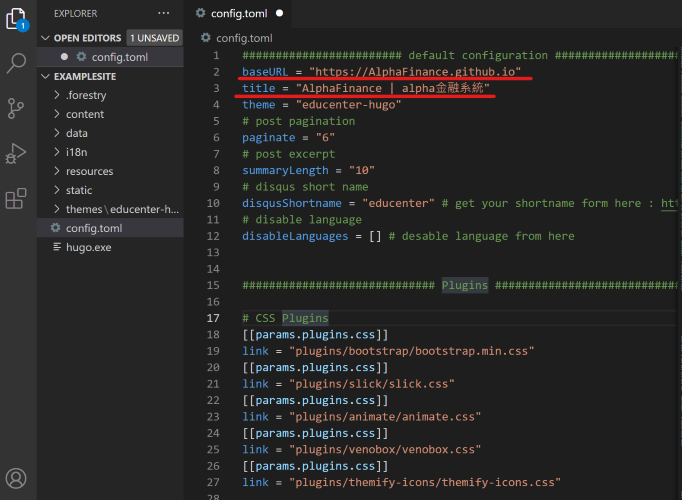 EXPLORER ···
OPEN EDITORS 1 UNSAVED
config.toml
EXAMPLESITE
.forestry
content
data
i18n
resources
static
themes \ educenter-h...
config.toml
hugo.exe
1
config.toml
config.toml
1 ######################## default configuration ###################
2 baseURL = "https://AlphaFinance.github.io"
3 title = "AlphaFinance | alpha金融系統"
4 theme = "educenter-hugo"
5 # post pagination
6 paginate = "6"
7 # post excerpt
8 summaryLength = "10"
9 # disqus short name
10 disqusShortname = "educenter" # get your shortname form here : htt
11 # disable language
12 disableLanguages = [] # desable language from here
13
14
15 ############################# Plugins ############################
16
17 # CSS Plugins
18 [[params.plugins.css]]
19 link = "plugins/bootstrap/bootstrap.min.css"
20 [[params.plugins.css]]
21 link = "plugins/slick/slick.css"
22 [[params.plugins.css]]
23 link = "plugins/animate/animate.css"
24 [[params.plugins.css]]
25 link = "plugins/venobox/venobox.css"
26 [[params.plugins.css]]
27 link = "plugins/themify-icons/themify-icons.css"
28